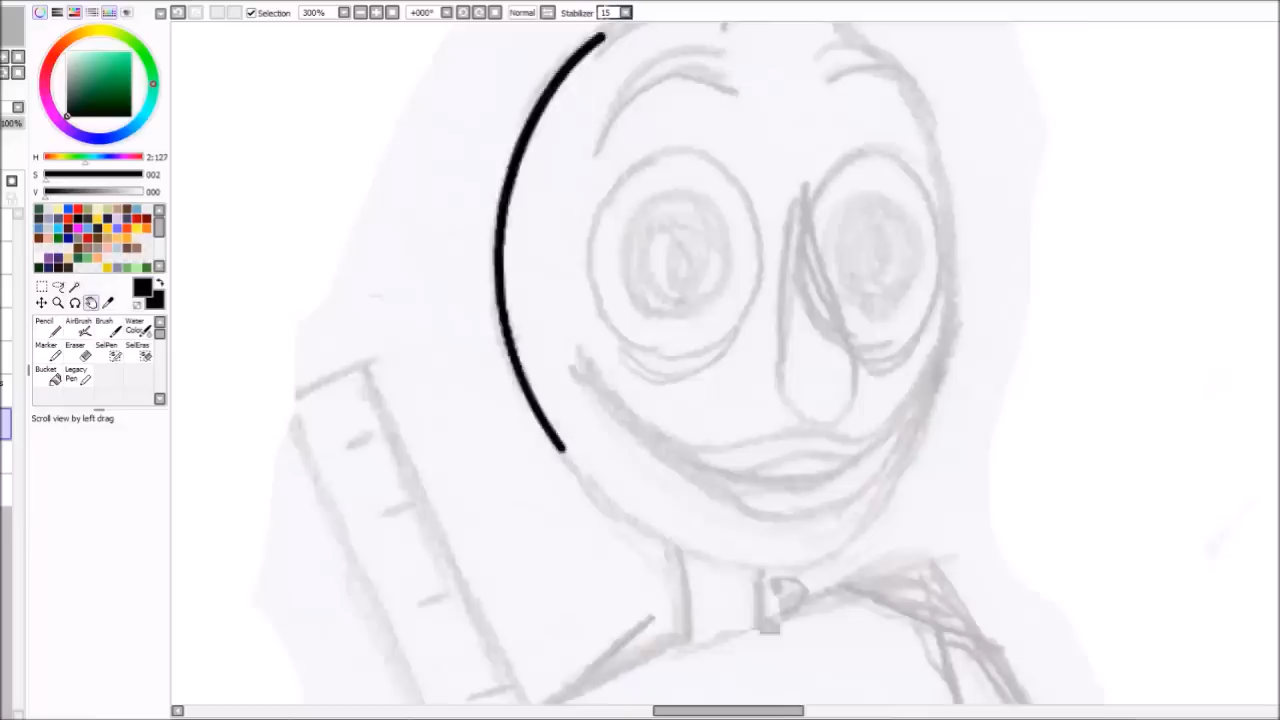 Selection 300% +000° Normal Stabilizer 15
100%
H 2:127
S 002
V 000
Pencil AirBrush Brush Water Color
Marker Eraser SelPen SelEras
Bucket Legacy Pen
Scroll view by left drag